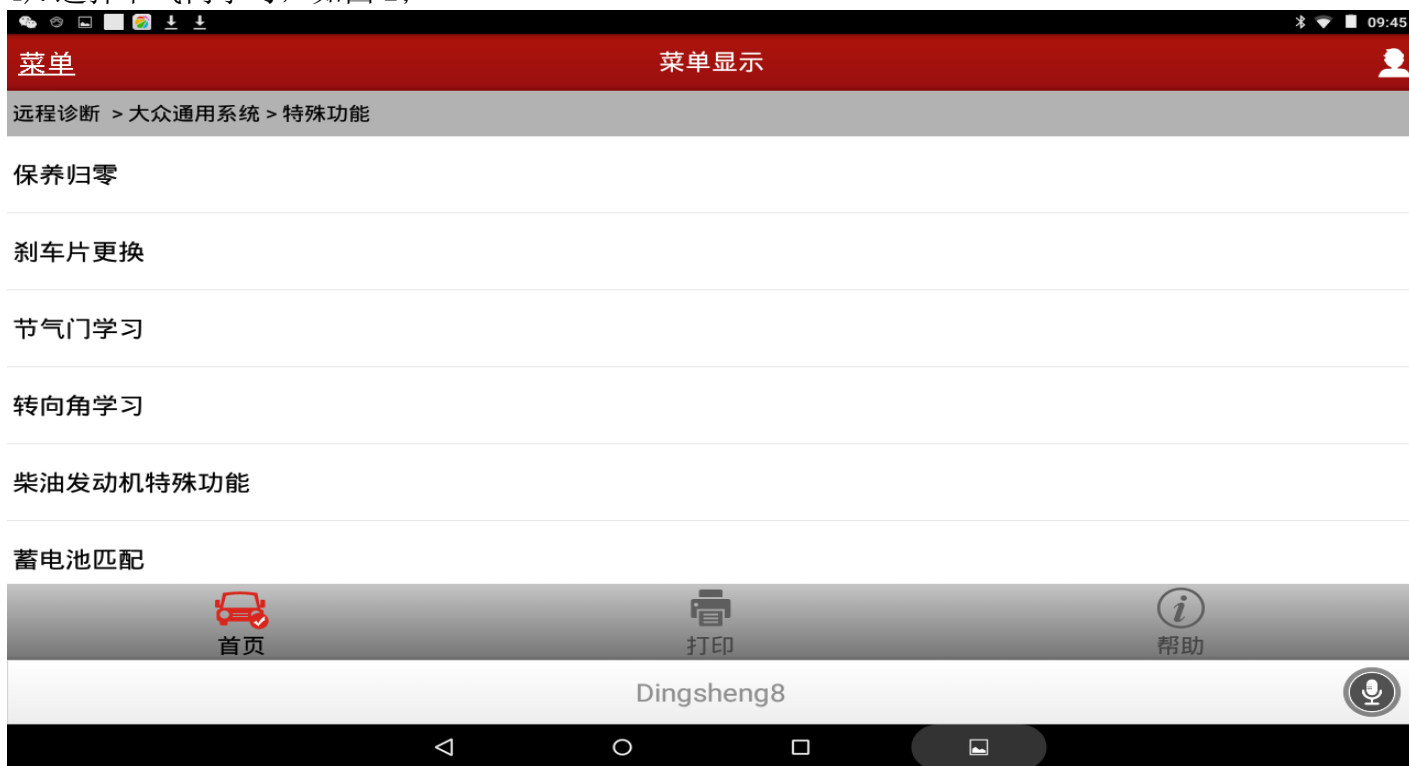 09:45
菜单 菜单显示
远程诊断 > 大众通用系统 > 特殊功能
保养归零
刹车片更换
节气门学习
转向角学习
柴油发动机特殊功能
蓄电池匹配
首页 打印 帮助
Dingsheng8